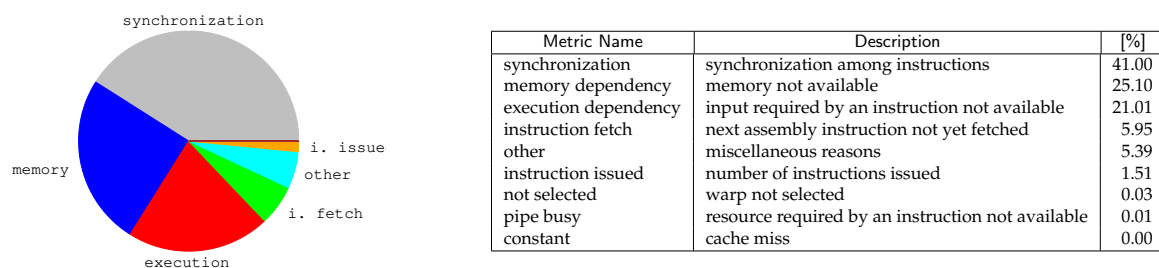 synchronization
memory
execution
i. fetch
other
i. issue
Metric Name Description [%]
synchronization synchronization among instructions 41.00
memory dependency memory not available 25.10
execution dependency input required by an instruction not available 21.01
instruction fetch next assembly instruction not yet fetched 5.95
other miscellaneous reasons 5.39
instruction issued number of instructions issued 1.51
not selected warp not selected 0.03
pipe busy resource required by an instruction not available 0.01
constant cache miss 0.00